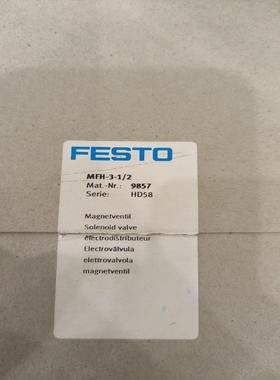 FESTO
MFH-3-1/2
Mat.-Nr.: 9857
Serie: HD58
Magnetventil
Solenoid valve
électrodistributeur
Electroválvula
elettrovalvola
magnetventil